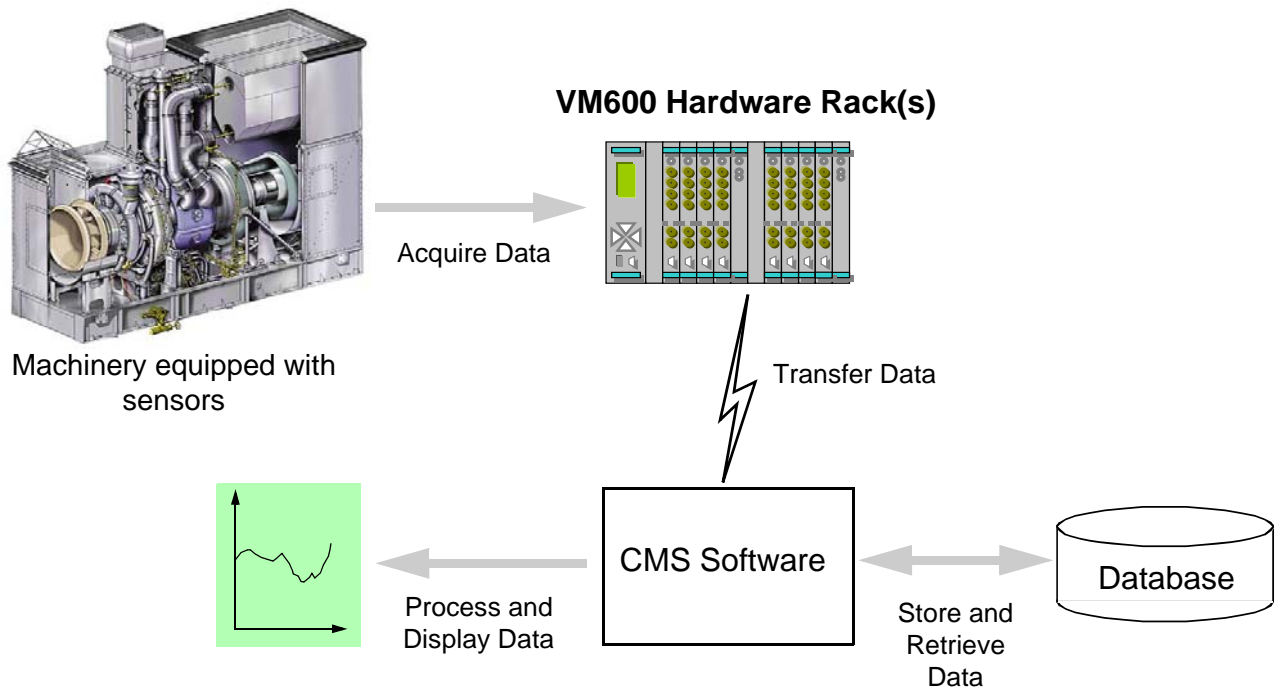 VM600 Hardware Rack(s)
Acquire Data
Machinery equipped with
sensors
Transfer Data
CMS Software
Database
Process and
Display Data
Store and
Retrieve
Data